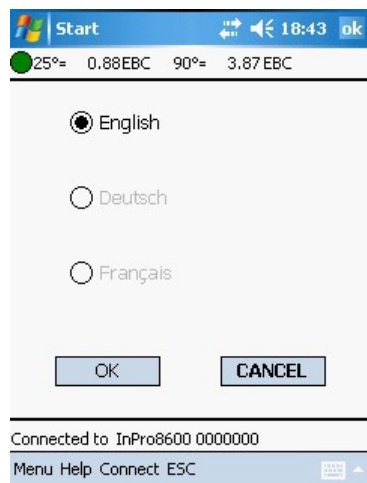 Start 18:43 ok
25°= 0.88EBC 90°= 3.87 EBC
English
Deutsch
Français
OK CANCEL
Connected to InPro8600 0000000
Menu Help Connect ESC